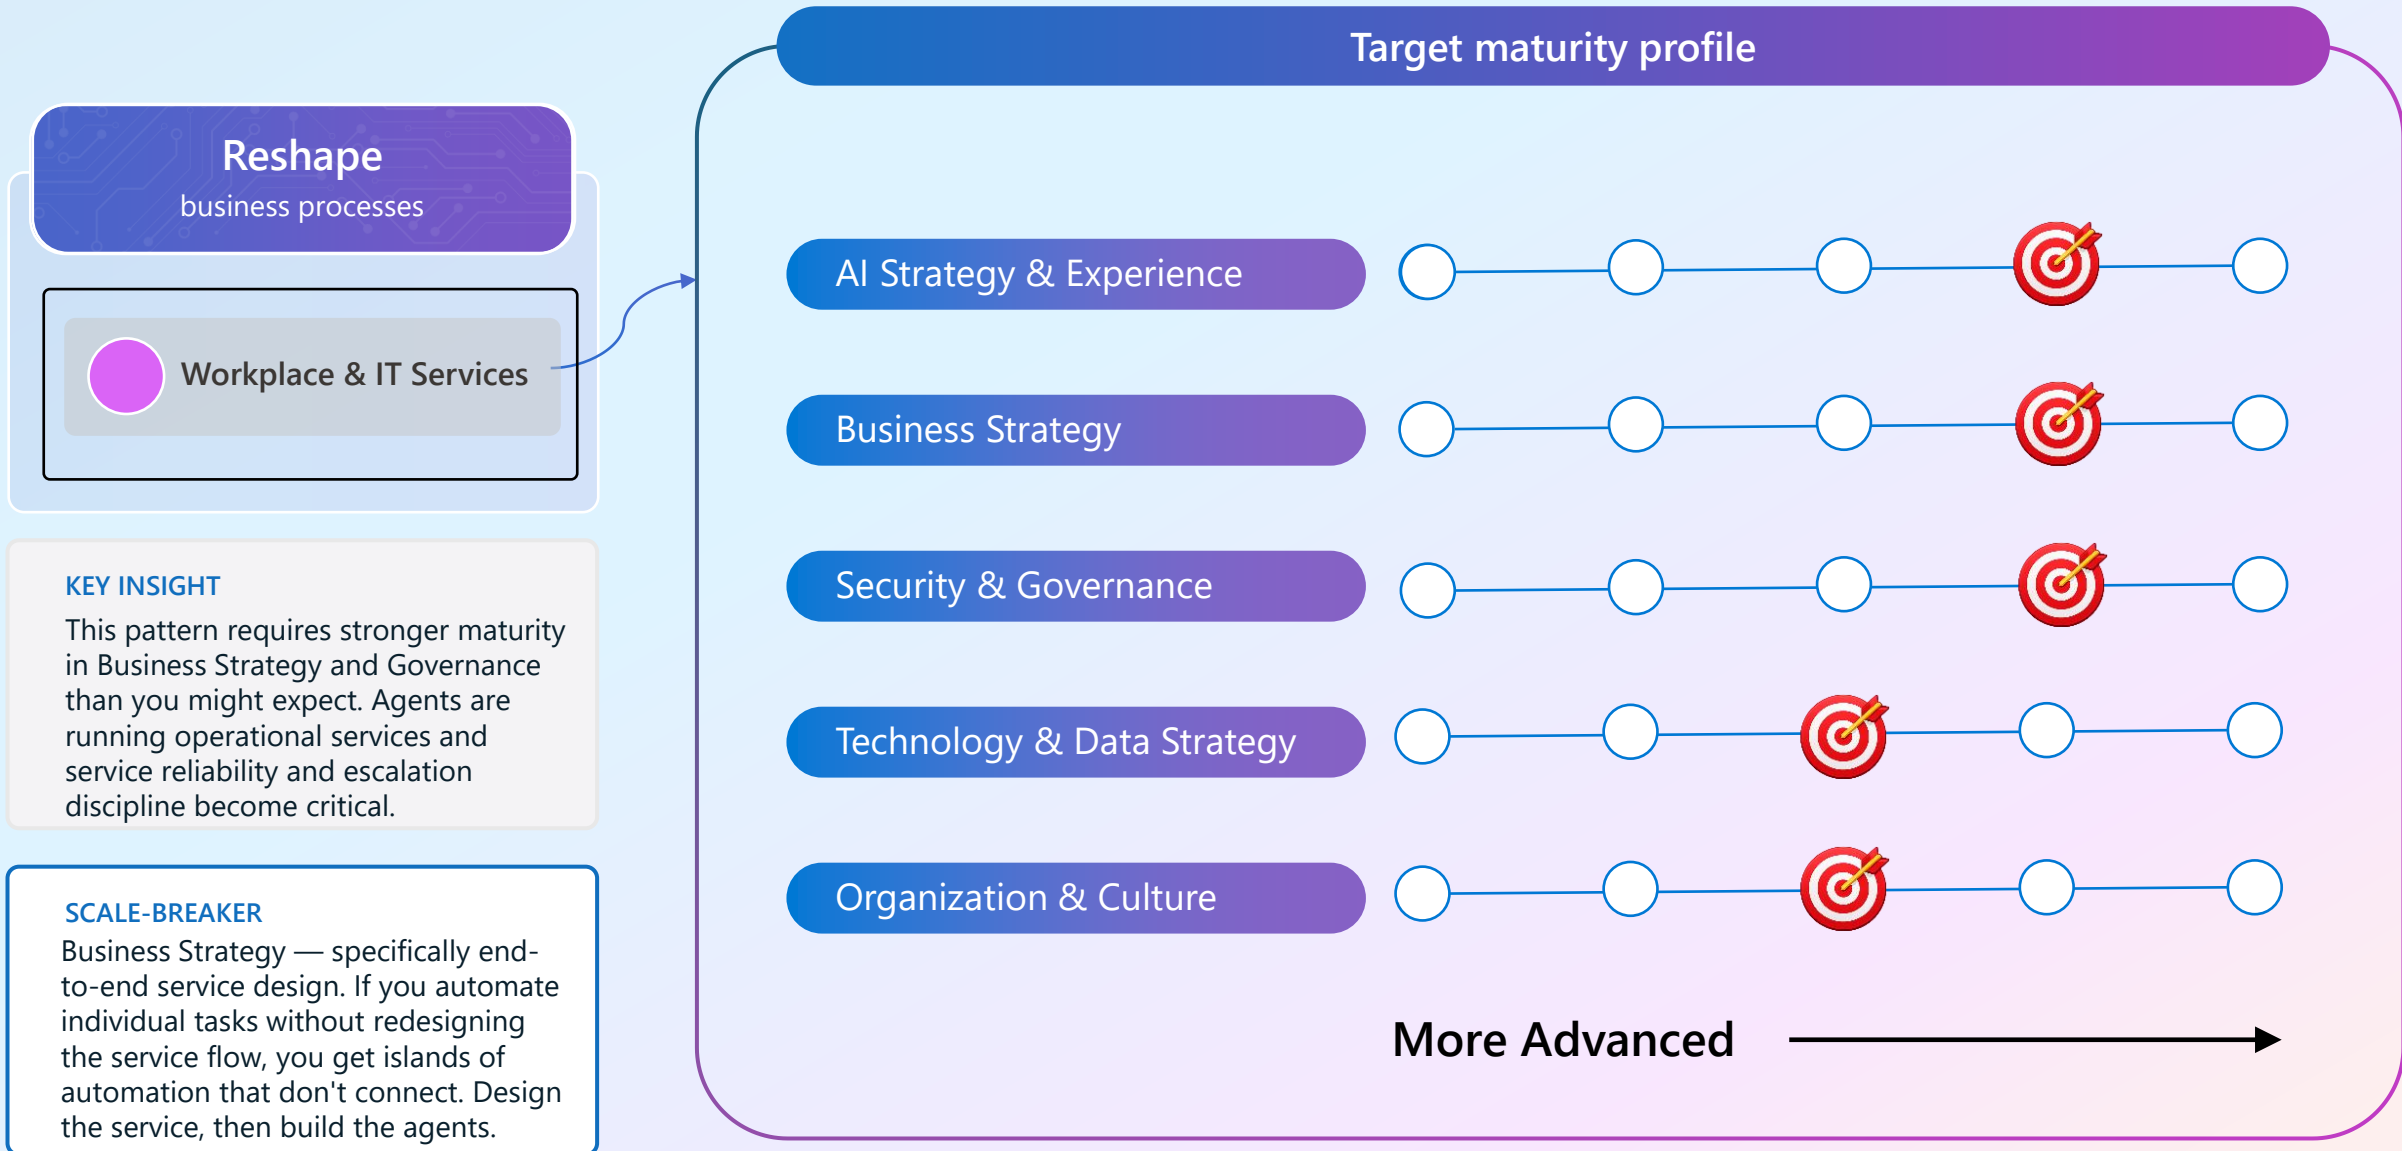 Target maturity profile
Reshape
business processes
Workplace & IT Services
KEY INSIGHT
This pattern requires stronger maturity
in Business Strategy and Governance
than you might expect. Agents are
running operational services and
service reliability and escalation
discipline become critical.
SCALE-BREAKER
Business Strategy — specifically end-
to-end service design. If you automate
individual tasks without redesigning
the service flow, you get islands of
automation that don't connect. Design
the service, then build the agents.
AI Strategy & Experience
Business Strategy
Security & Governance
Technology & Data Strategy
Organization & Culture
More Advanced